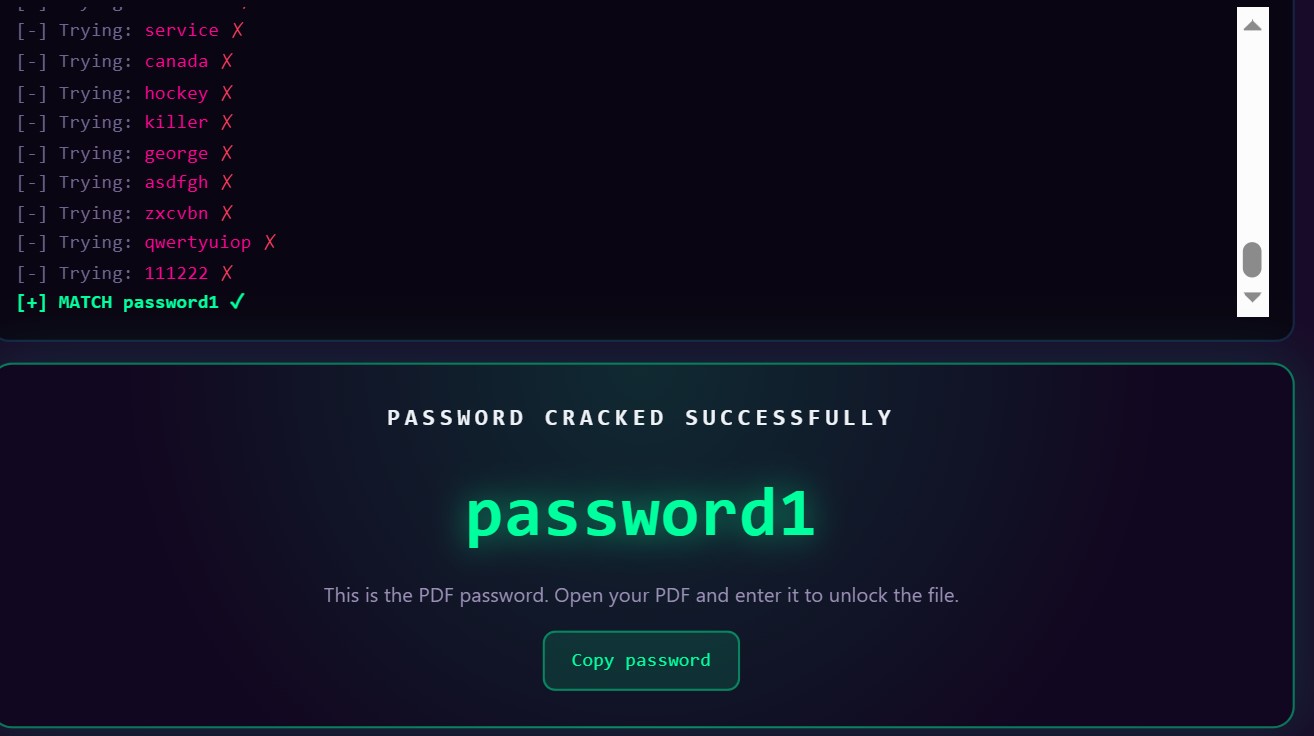 [-] Trying: service ✗
[-] Trying: canada ✗
[-] Trying: hockey ✗
[-] Trying: killer ✗
[-] Trying: george ✗
[-] Trying: asdfgh ✗
[-] Trying: zxcvbn ✗
[-] Trying: qwertyuiop ✗
[-] Trying: 111222 ✗
[+] MATCH password1 ✓
PASSWORD CRACKED SUCCESSFULLY
password1
This is the PDF password. Open your PDF and enter it to unlock the file.
Copy password